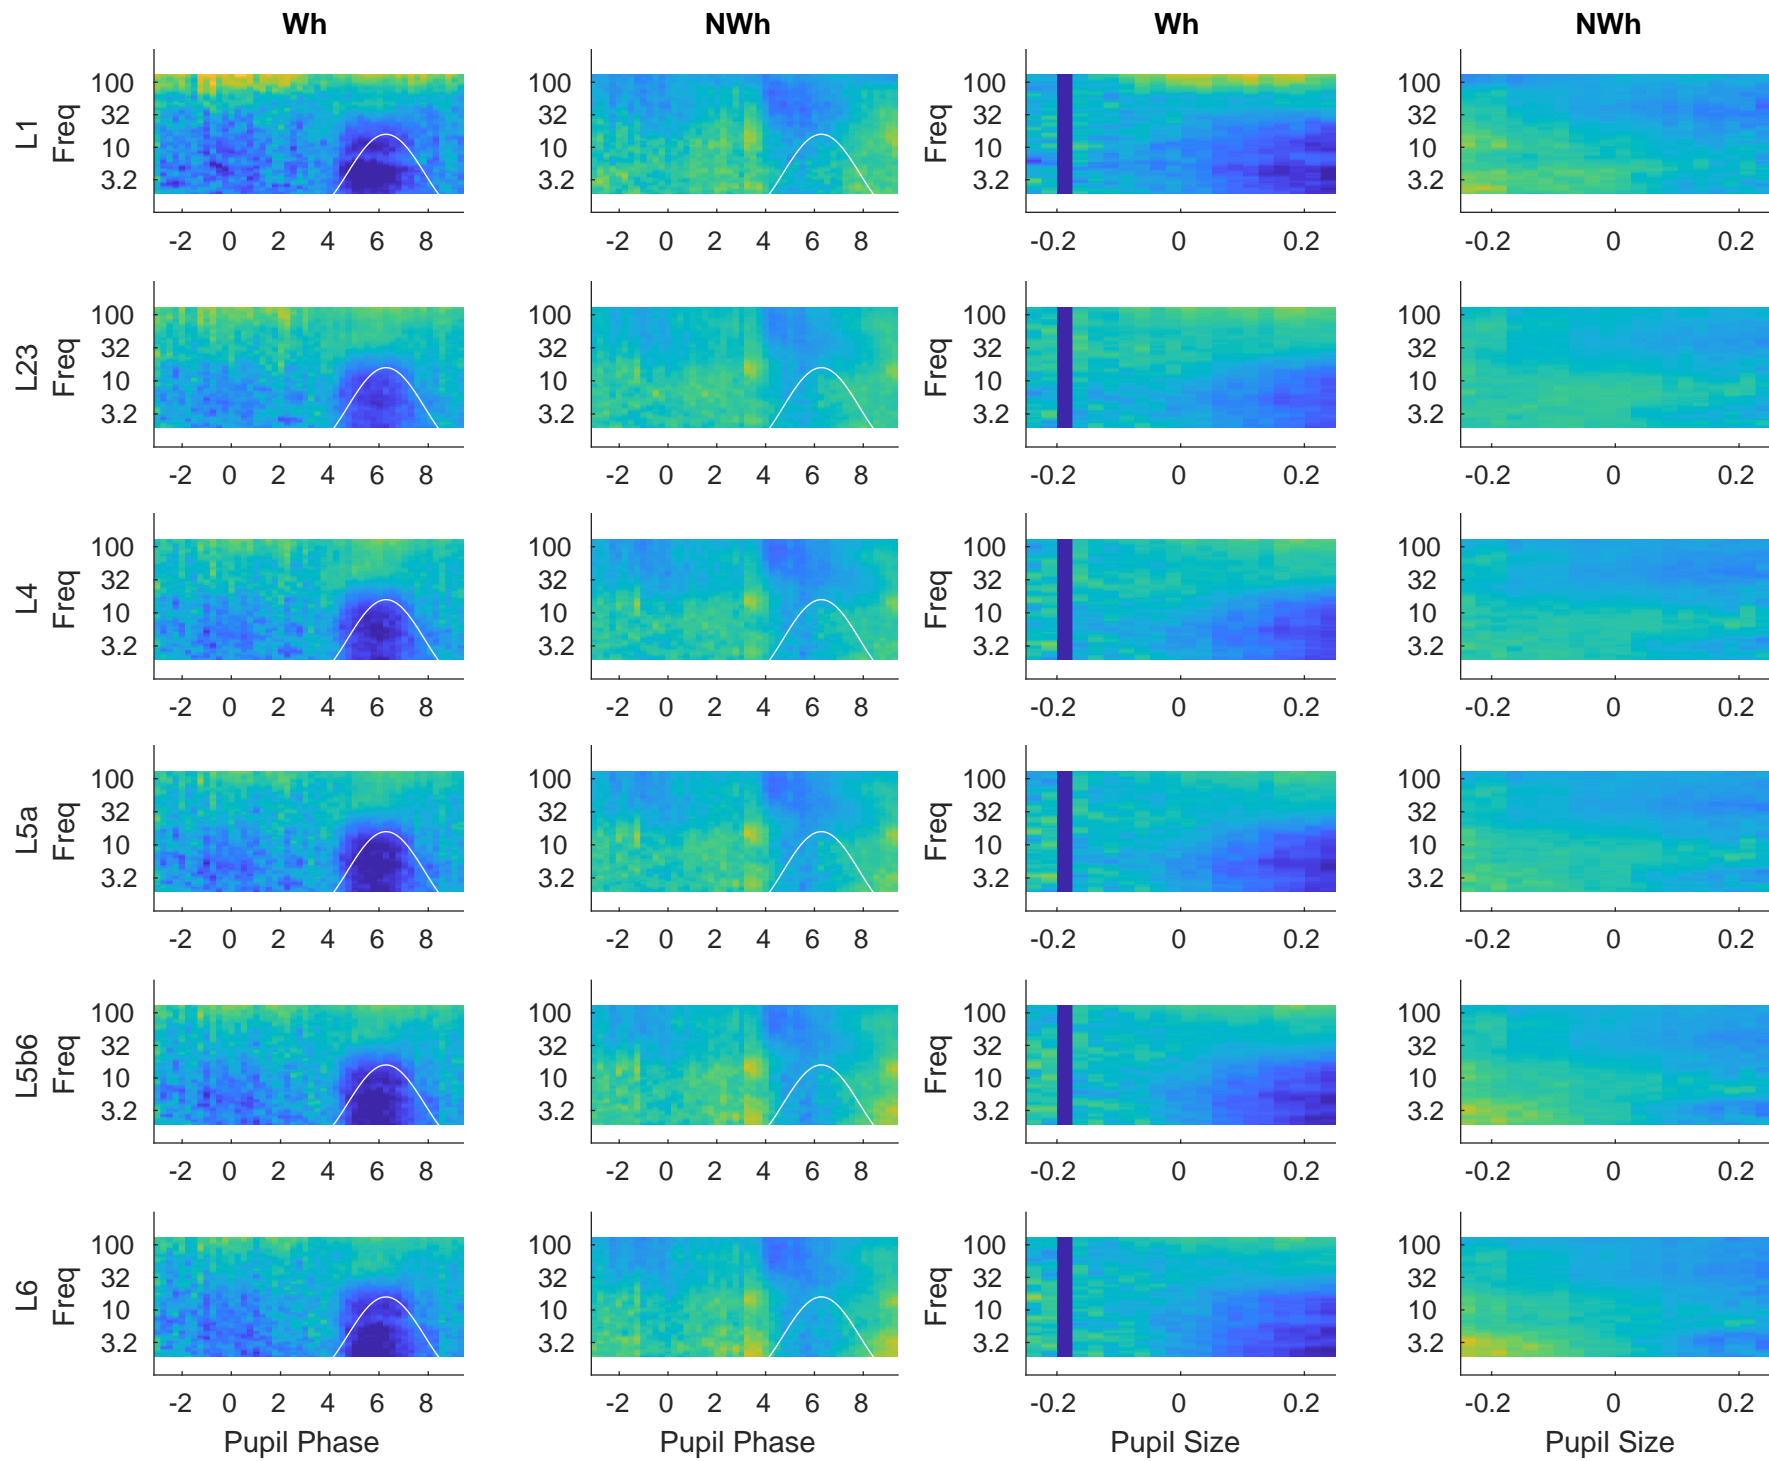 Wh NWh Wh NWh
L1
Freq Freq
100 100 100 100
32 32 32 32
10 10 10 10
3.2 3.2 3.2 3.2
-2 0 2 4 6 8 -2 0 2 4 6 8 -0.2 0 0.2 -0.2 0 0.2
L23
Freq Freq
100 100 100 100
32 32 32 32
10 10 10 10
3.2 3.2 3.2 3.2
-2 0 2 4 6 8 -2 0 2 4 6 8 -0.2 0 0.2 -0.2 0 0.2
L4
Freq Freq
100 100 100 100
32 32 32 32
10 10 10 10
3.2 3.2 3.2 3.2
-2 0 2 4 6 8 -2 0 2 4 6 8 -0.2 0 0.2 -0.2 0 0.2
L5a
Freq Freq
100 100 100 100
32 32 32 32
10 10 10 10
3.2 3.2 3.2 3.2
-2 0 2 4 6 8 -2 0 2 4 6 8 -0.2 0 0.2 -0.2 0 0.2
L5b6
Freq Freq
100 100 100 100
32 32 32 32
10 10 10 10
3.2 3.2 3.2 3.2
-2 0 2 4 6 8 -2 0 2 4 6 8 -0.2 0 0.2 -0.2 0 0.2
L6
Freq Freq
100 100 100 100
32 32 32 32
10 10 10 10
3.2 3.2 3.2 3.2
-2 0 2 4 6 8 -2 0 2 4 6 8 -0.2 0 0.2 -0.2 0 0.2
Pupil Phase Pupil Phase Pupil Size Pupil Size